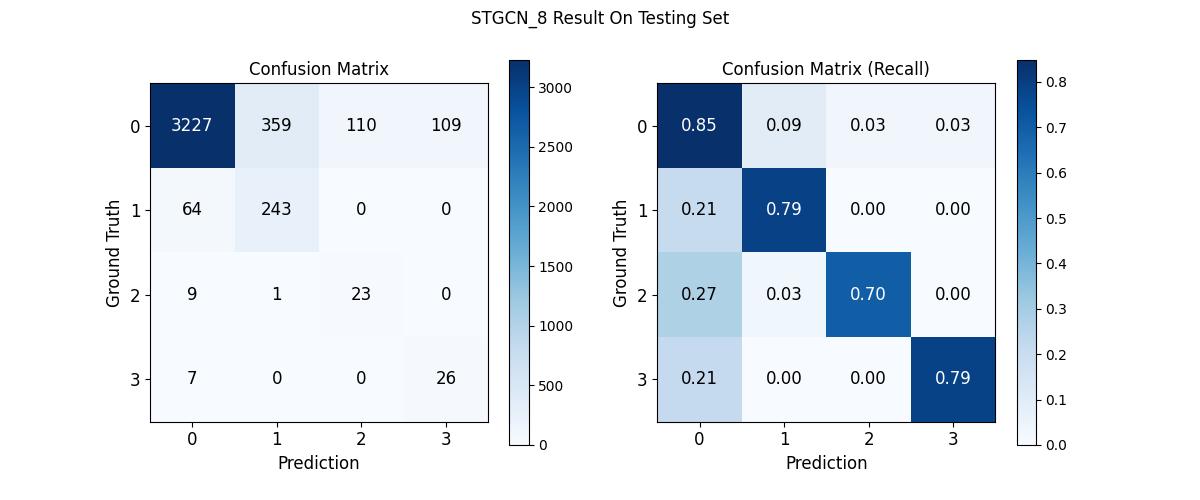 STGCN_8 Result On Testing Set
Confusion Matrix
0 3227 359 110 109
1 64 243 0 0
2 9 1 23 0
3 7 0 0 26
0 1 2 3
Prediction
Ground Truth
3000
2500
2000
1500
1000
500
0
Confusion Matrix (Recall)
0 0.85 0.09 0.03 0.03
1 0.21 0.79 0.00 0.00
2 0.27 0.03 0.70 0.00
3 0.21 0.00 0.00 0.79
0 1 2 3
Prediction
Ground Truth
0.8
0.7
0.6
0.5
0.4
0.3
0.2
0.1
0.0